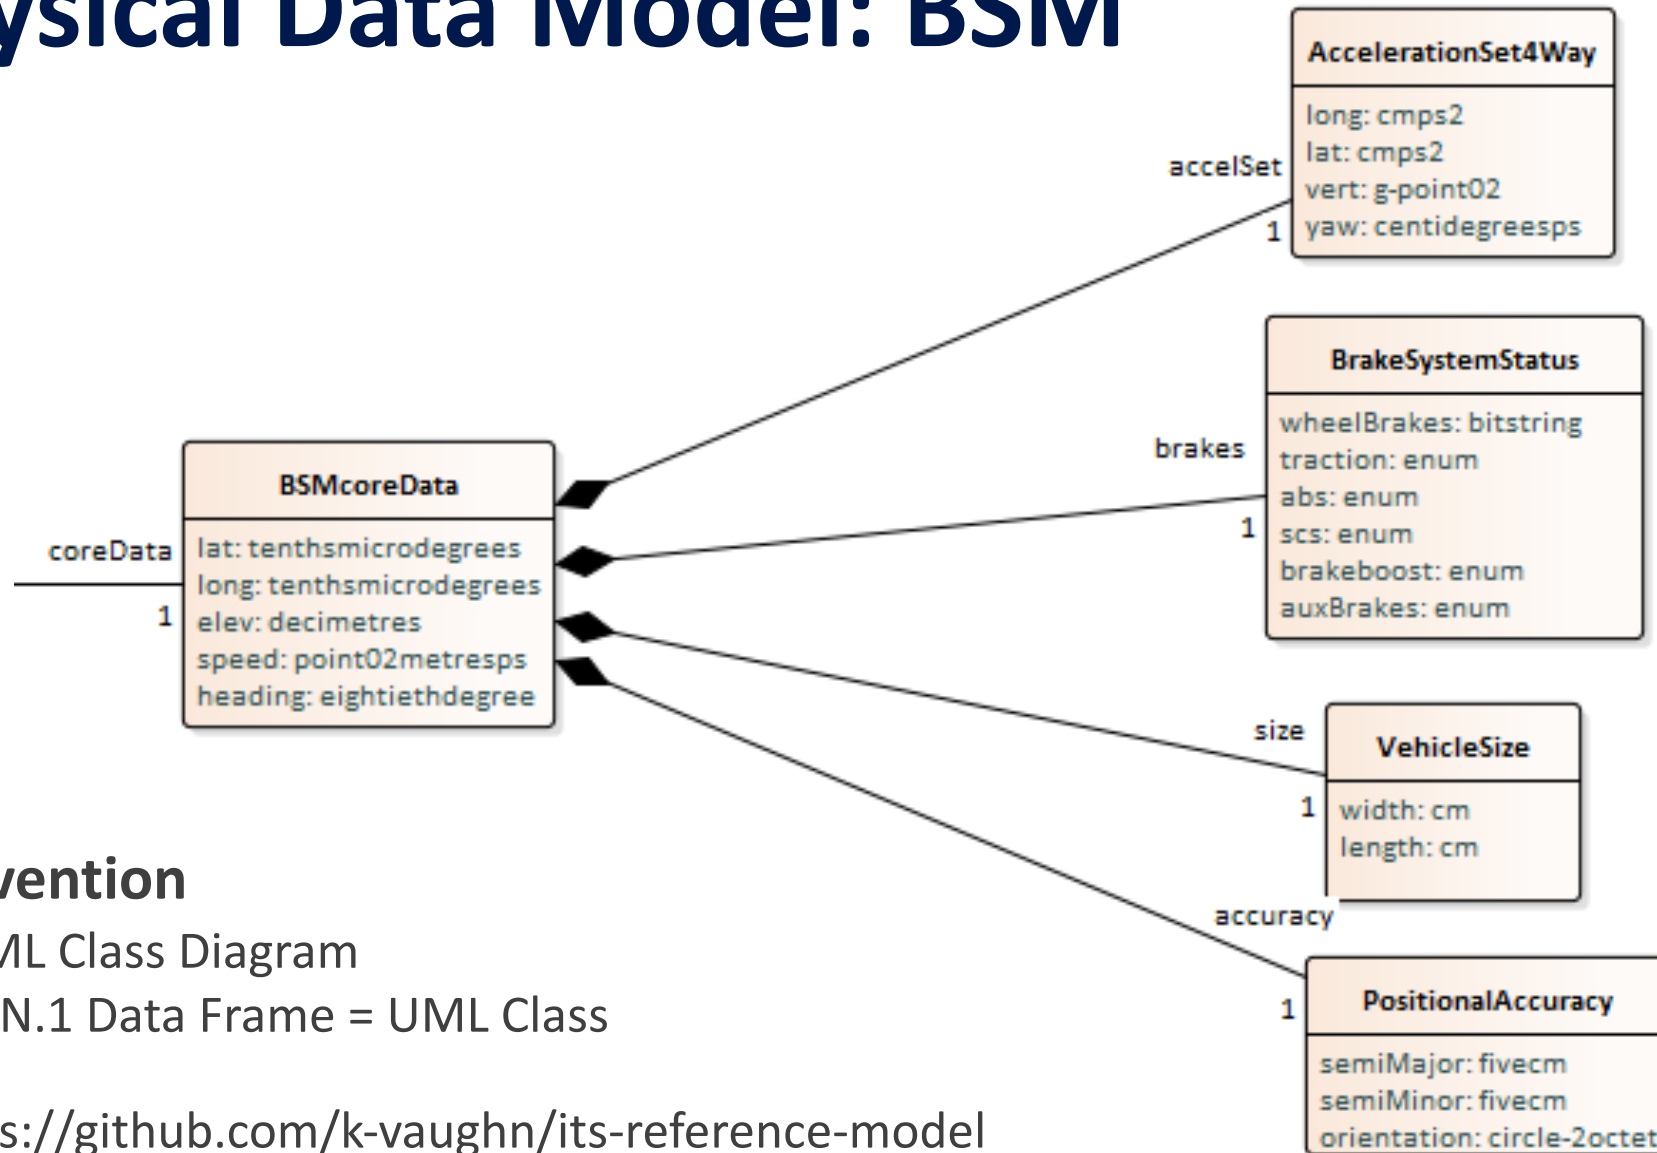 ysical Data Model: BSM
AccelerationSet4Way
long: cmps2
lat: cmps2
vert: g-point02
yaw: centidegreesps
accelSet
1
BrakeSystemStatus
wheelBrakes: bitstring
traction: enum
abs: enum
scs: enum
brakeboost: enum
auxBrakes: enum
brakes
1
BSMcoreData
lat: tenthsmicrodegrees
long: tenthsmicrodegrees
elev: decimetres
speed: point02metresps
heading: eightiethdegree
coreData
1
size
1
VehicleSize
width: cm
length: cm
accuracy
1
PositionalAccuracy
semiMajor: fivecm
semiMinor: fivecm
orientation: circle-2octet
vention
ML Class Diagram
N.1 Data Frame = UML Class
s://github.com/k-vaughn/its-reference-model